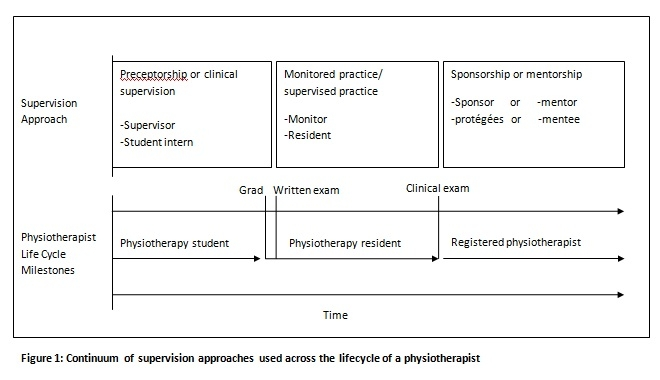 Preceptorship or clinical
supervision
-Supervisor
-Student intern
Monitored practice/
supervised practice
-Monitor
-Resident
Sponsorship or mentorship
-Sponsor or -mentor
-protégées or -mentee
Supervision
Approach
Grad Written exam Clinical exam
Physiotherapist
Life Cycle
Milestones
Physiotherapy student
Physiotherapy resident
Registered physiotherapist
Time
Figure 1: Continuum of supervision approaches used across the lifecycle of a physiotherapist